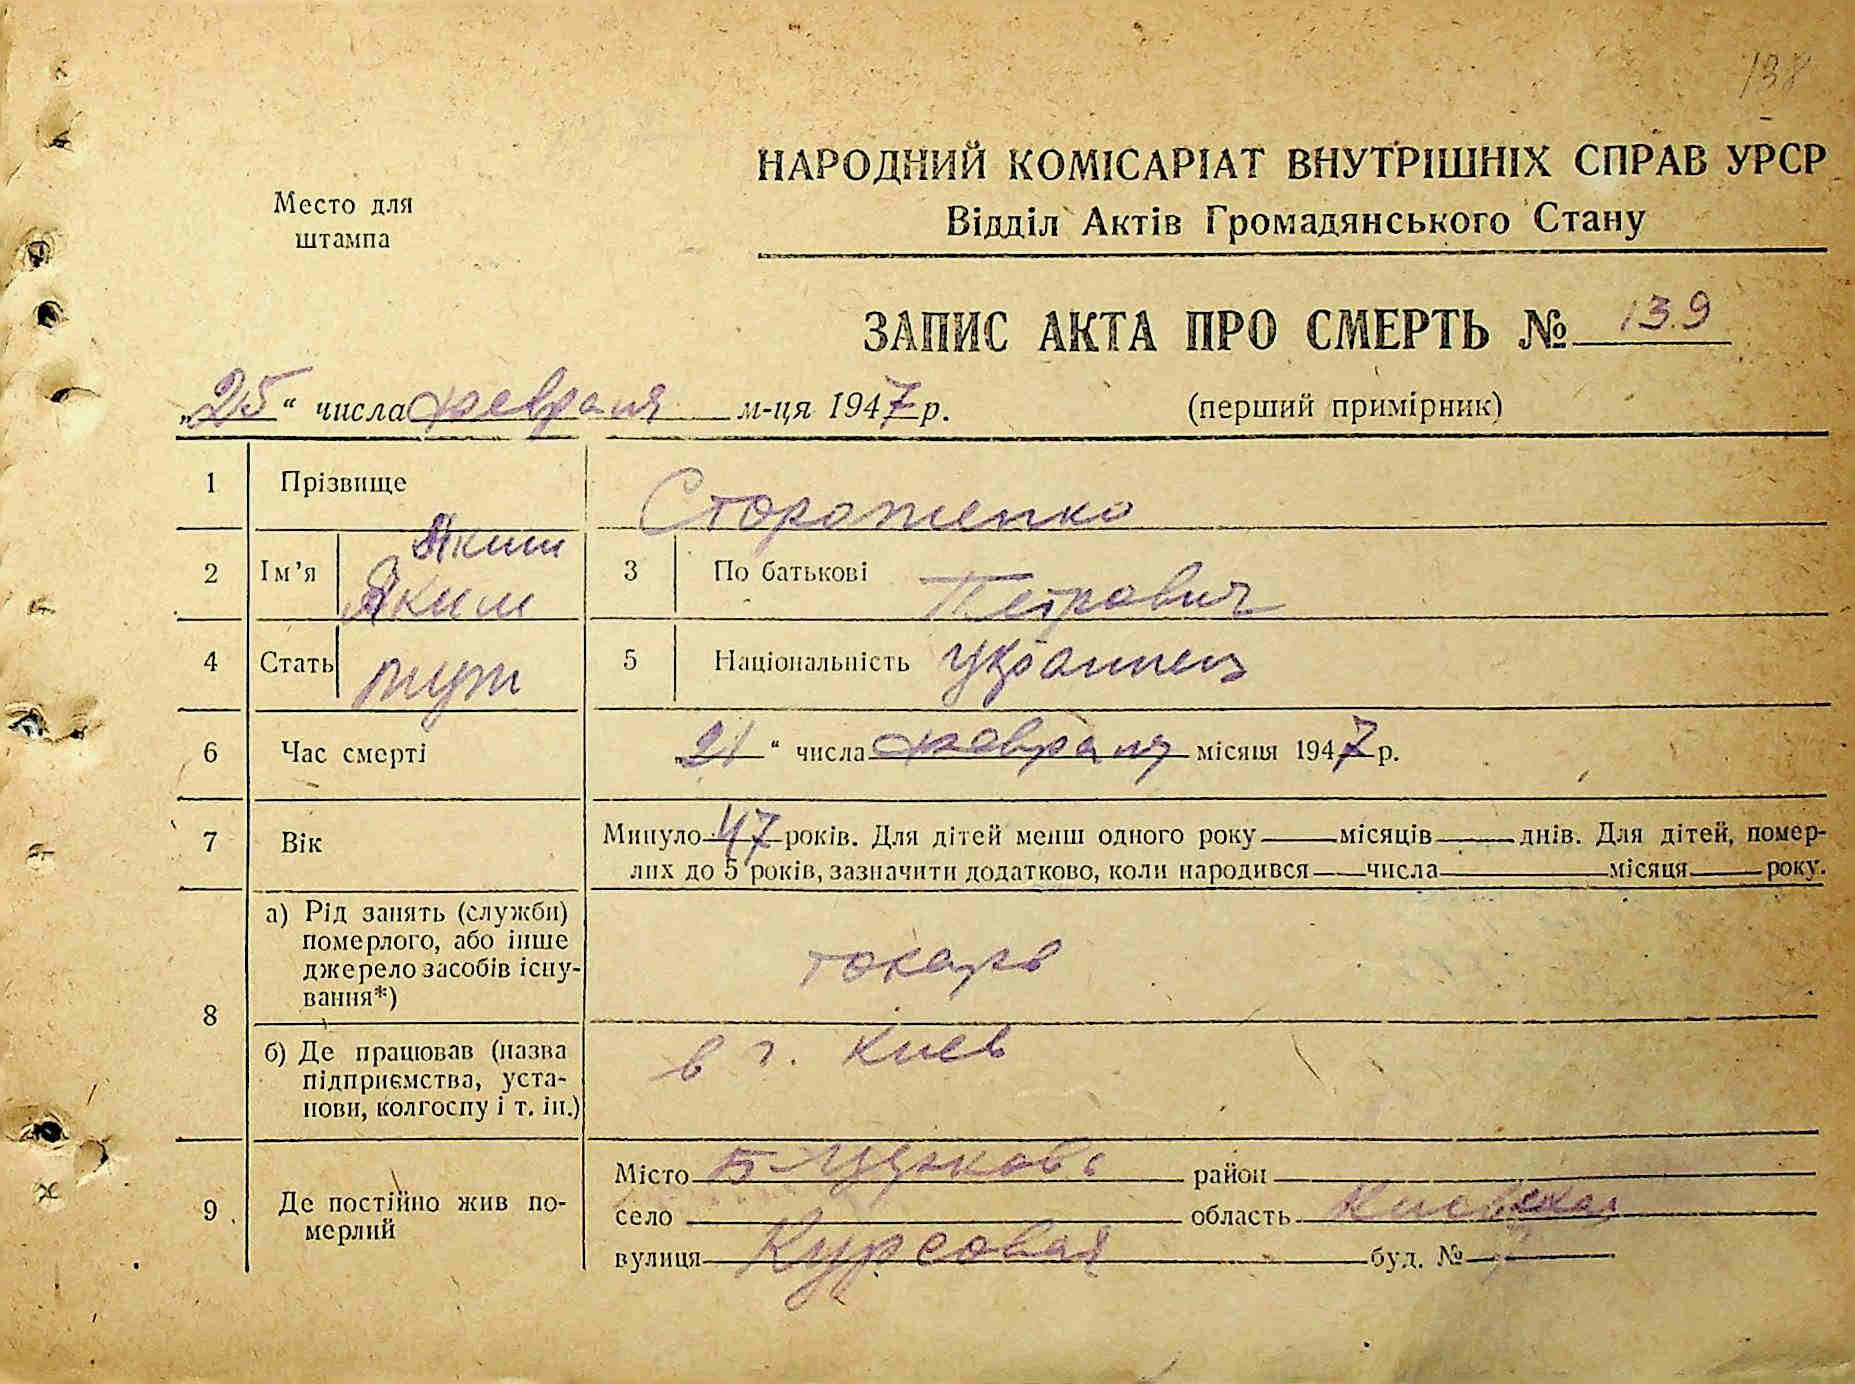 138
НАРОДНИЙ КОМІСАРІАТ ВНУТРІШНІХ СПРАВ УРСР
Место для
штампа
Відділ Актів Громадянського Стану
ЗАПИС АКТА ПРО СМЕРТЬ № 139
„25“ числа февраля м-ця 1947 р. (перший примірник)
1 Прізвище Стороженко
Яким
2 Ім’я Яким 3 По батькові Петрович
4 Стать муж 5 Національність украинец
6 Час смерті „21“ числа февраля місяця 1947 р.
7 Вік Минуло 47 років. Для дітей менш одного року — місяців — днів. Для дітей, помер-
лих до 5 років, зазначити додатково, коли народився — числа — місяця — року.
8 а) Рід занять (служби)
померлого, або інше
джерело засобів існу-
вання*) токарь
б) Де працював (назва
підприємства, уста-
нови, колгоспу і т. ін.) в г. Киев
9 Де постійно жив по-
мерлий
Місто Б Церковь район
село область Киевская
вулиця Курсовая буд. №